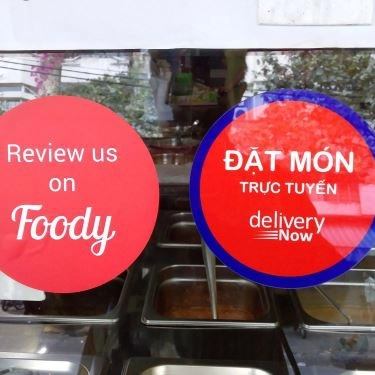 Review us
on
Foody
ĐẶT MÓN
TRỰC TUYẾN
delivery
Now